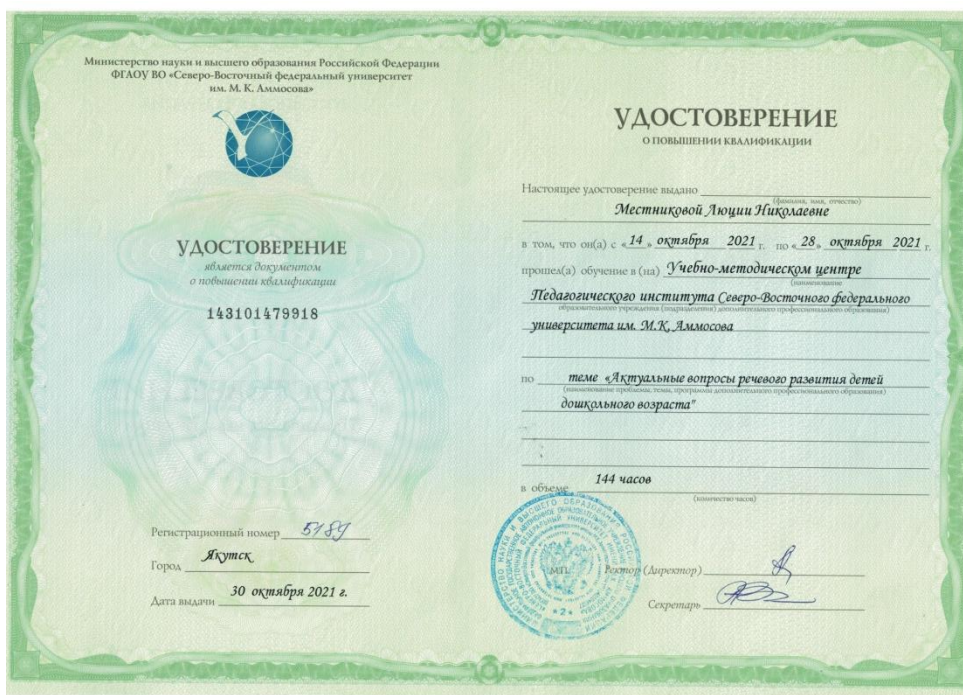 Министерство науки и высшего образования Российской Федерации
ФГАОУ ВО «Северо-Восточный федеральный университет
им. М. К. Аммосова»
УДОСТОВЕРЕНИЕ
является документом
о повышении квалификации
143101479918
Регистрационный номер 5189
Город Якутск
Дата выдачи 30 октября 2021 г.
УДОСТОВЕРЕНИЕ
О ПОВЫШЕНИИ КВАЛИФИКАЦИИ
Настоящее удостоверение выдано
(фамилия, имя, отчество)
Местниковой Люции Николаевне
в том, что он(а) с «14» октября 2021 г. по «28» октября 2021 г.
прошел(а) обучение в (на) Учебно-методическом центре
(наименование
Педагогического института Северо-Восточного федерального
образовательного учреждения (подразделения) дополнительного профессионального образования)
университета им. М.К, Аммосова
по теме «Актуальные вопросы речевого развития детей
(наименование проблемы, темы, программы дополнительного профессионального образования)
дошкольного возраста"
в объеме 144 часов
(количество часов)
М.П. Ректор (Директор)
Секретарь